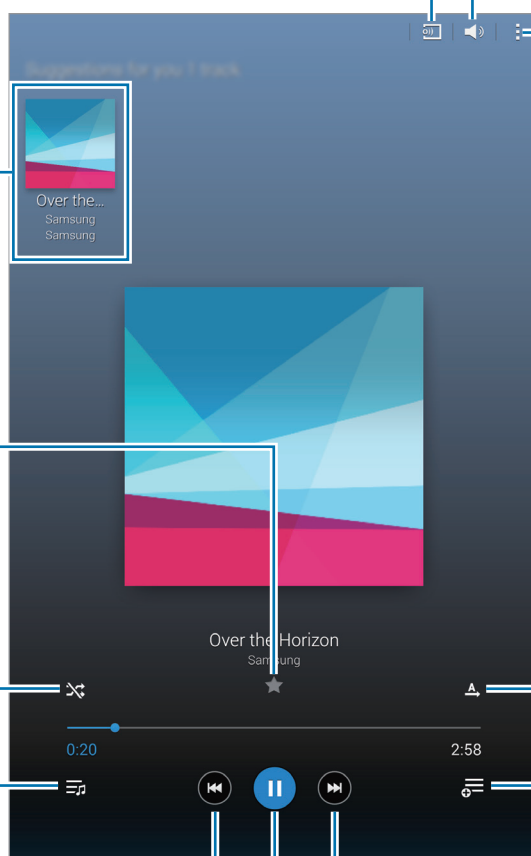 Suggestions for you 1 track
Over the...
Samsung
Samsung
Over the Horizon
Samsung
A
0:20
2:58